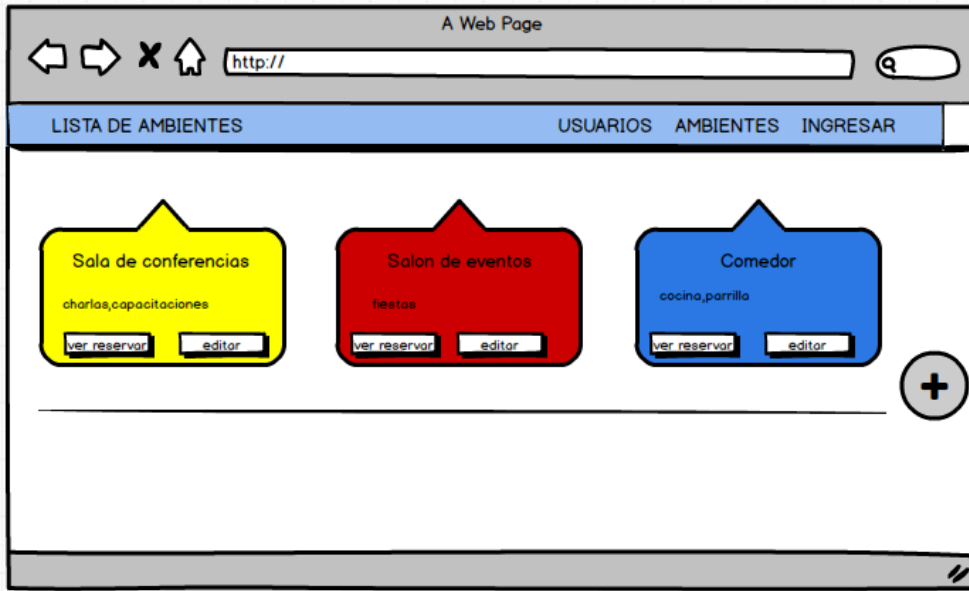 A Web Page
http://
LISTA DE AMBIENTES
USUARIOS AMBIENTES INGRESAR
Sala de conferencias
charlas,capacitaciones
ver reservar editar
Salon de eventos
fiestas
ver reservar editar
Comedor
cocina,parrilla
ver reservar editar
+